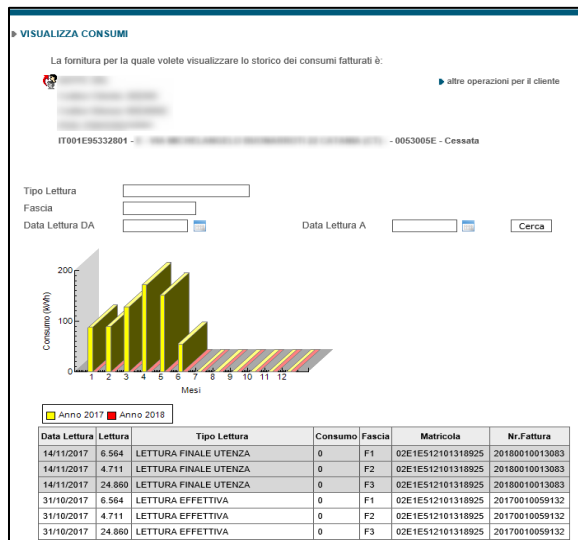 VISUALIZZA CONSUMI
La fornitura per la quale volete visualizzare lo storico dei consumi fatturati è:
altre operazioni per il cliente
IT001E95332801 - - 0053005E - Cessata
Tipo Lettura
Fascia
Data Lettura DA Data Lettura A Cerca
200
100
0
Consumo (kWh)
1 2 3 4 5 6 7 8 9 10 11 12
Mesi
Anno 2017 Anno 2018
Data Lettura Lettura Tipo Lettura Consumo Fascia Matricola Nr.Fattura
14/11/2017 6.564 LETTURA FINALE UTENZA 0 F1 02E1E512101318925 20180010013083
14/11/2017 4.711 LETTURA FINALE UTENZA 0 F2 02E1E512101318925 20180010013083
14/11/2017 24.860 LETTURA FINALE UTENZA 0 F3 02E1E512101318925 20180010013083
31/10/2017 6.564 LETTURA EFFETTIVA 0 F1 02E1E512101318925 20170010059132
31/10/2017 4.711 LETTURA EFFETTIVA 0 F2 02E1E512101318925 20170010059132
31/10/2017 24.860 LETTURA EFFETTIVA 0 F3 02E1E512101318925 20170010059132